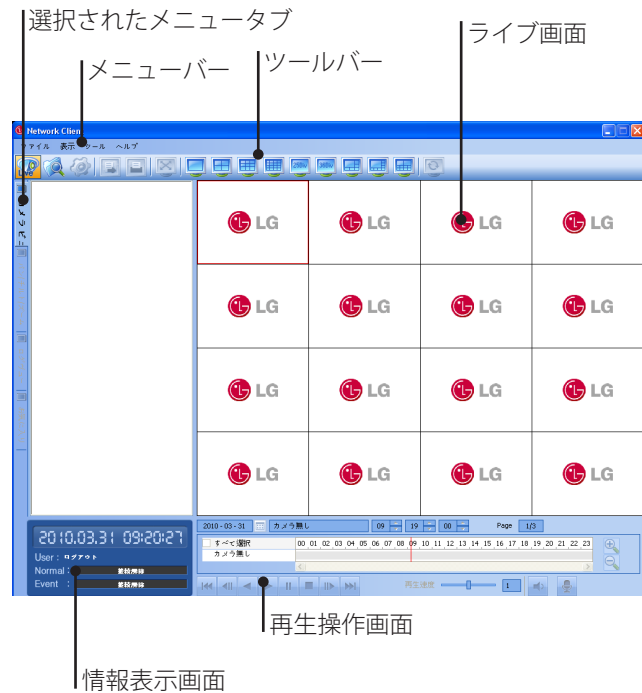 選択されたメニュータブ
ライブ画面
メニューバー
ツールバー
Network Client
ファイル 表示 ツール ヘルプ
Live
LG LG LG LG
LG LG LG LG
LG LG LG LG
LG LG LG LG
2010-03-31 カメラ無し 09 19 00 Page 1/3
2010.03.31 09:20:27
すべて選択 00 01 02 03 04 05 06 07 08 09 10 11 12 13 14 15 16 17 18 19 20 21 22 23
カメラ無し
User : ログアウト
Normal :
Event :
再生速度 1
再生操作画面
情報表示画面